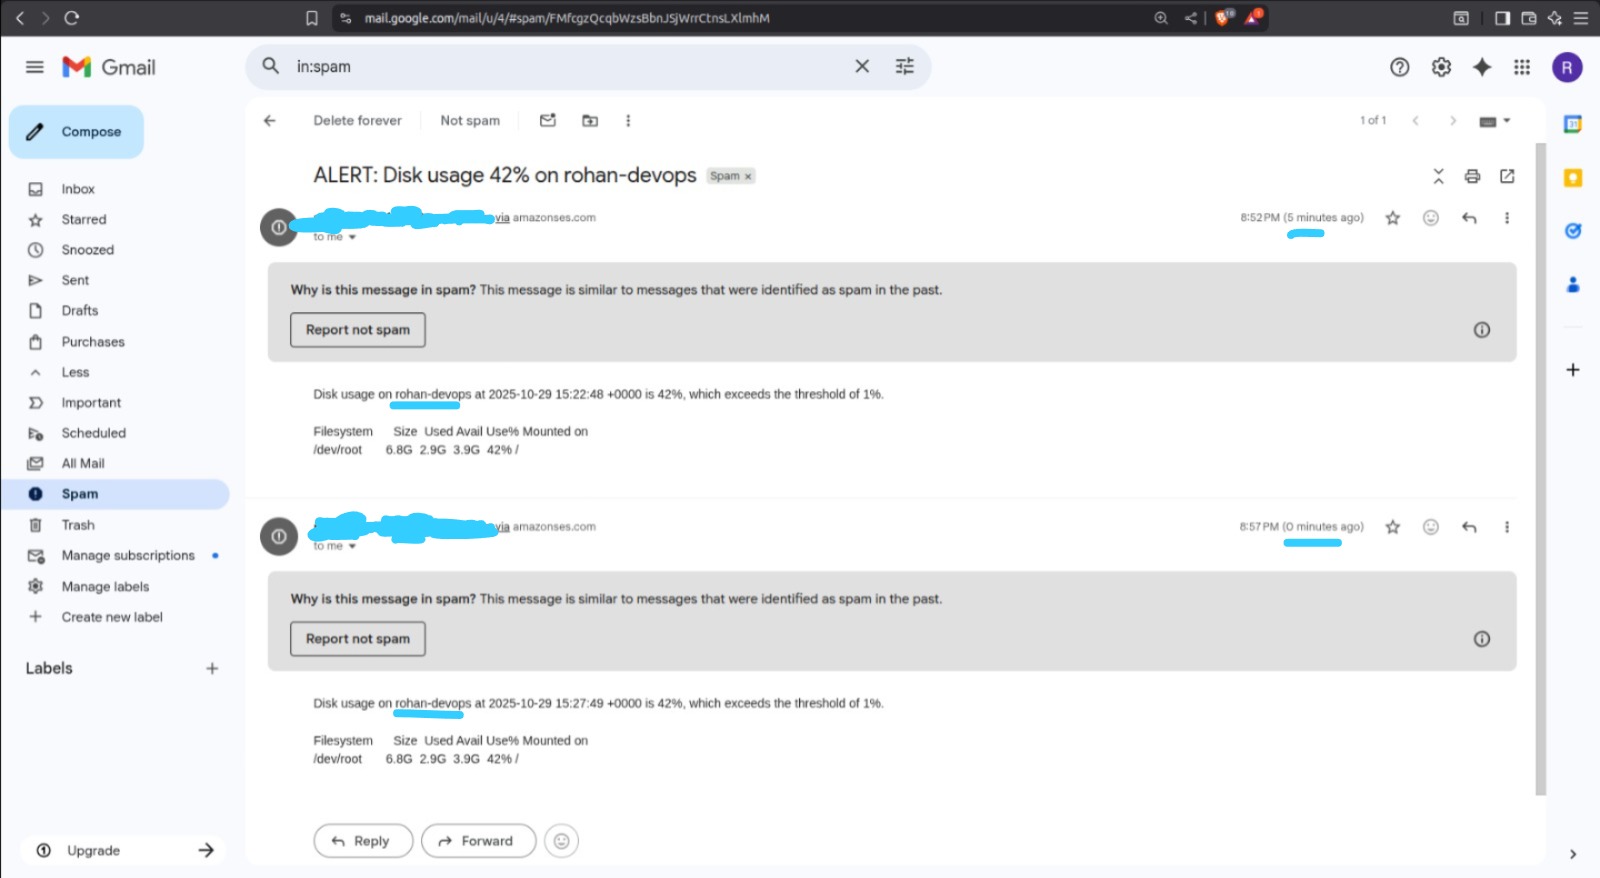 mail.google.com/mail/u/4/#spam/FMfcgzQcqbWzsBbnJSjWrrCtnsLXlmhM
Gmail
in:spam
R
Compose
Delete forever
Not spam
1 of 1
31
Inbox
Starred
Snoozed
Sent
Drafts
Purchases
Less
Important
Scheduled
All Mail
Spam
Trash
Manage subscriptions
Manage labels
Create new label
Labels
Upgrade
ALERT: Disk usage 42% on rohan-devops
Spam ×
via amazonses.com
8:52 PM (5 minutes ago)
to me
Why is this message in spam? This message is similar to messages that were identified as spam in the past.
Report not spam
Disk usage on rohan-devops at 2025-10-29 15:22:48 +0000 is 42%, which exceeds the threshold of 1%.
Filesystem Size Used Avail Use% Mounted on
/dev/root 6.8G 2.9G 3.9G 42% /
via amazonses.com
8:57 PM (0 minutes ago)
to me
Why is this message in spam? This message is similar to messages that were identified as spam in the past.
Report not spam
Disk usage on rohan-devops at 2025-10-29 15:27:49 +0000 is 42%, which exceeds the threshold of 1%.
Filesystem Size Used Avail Use% Mounted on
/dev/root 6.8G 2.9G 3.9G 42% /
Reply
Forward